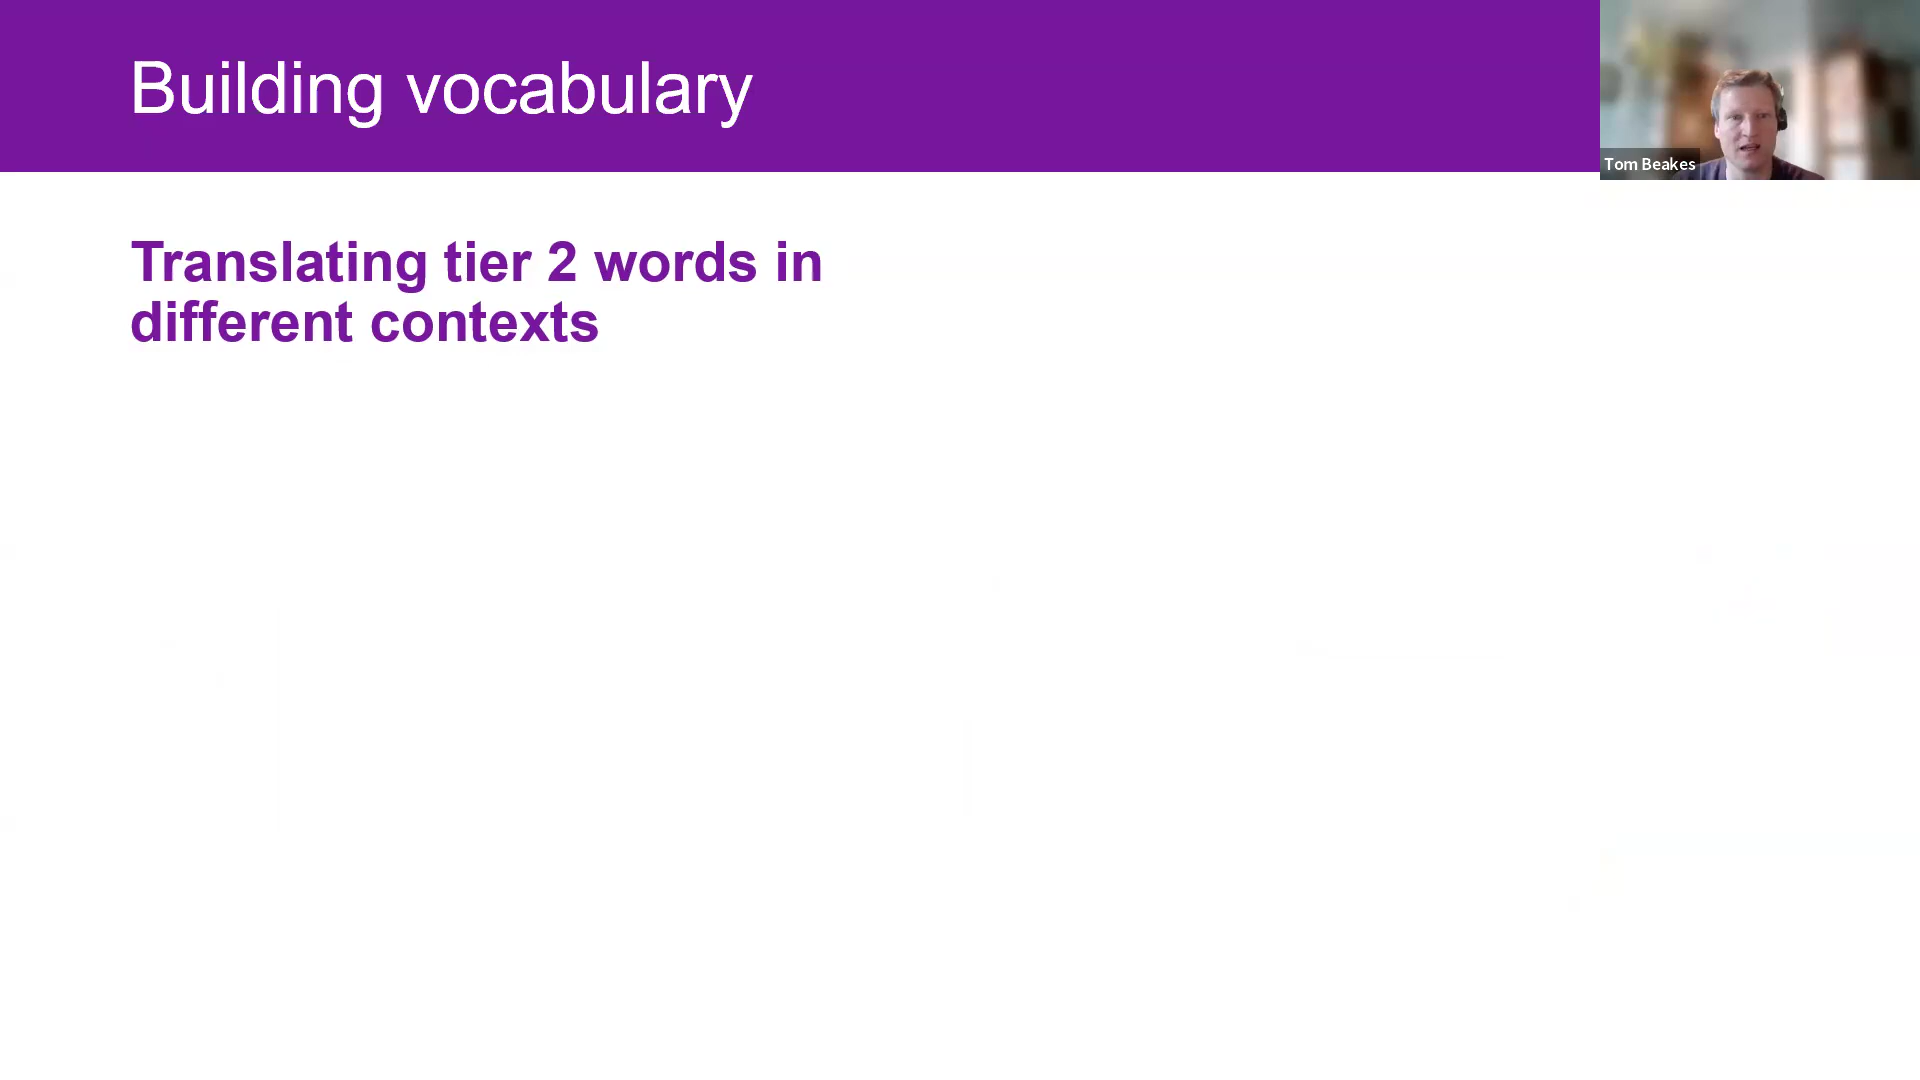 Building vocabulary
Tom Beakes
Translating tier 2 words in
different contexts